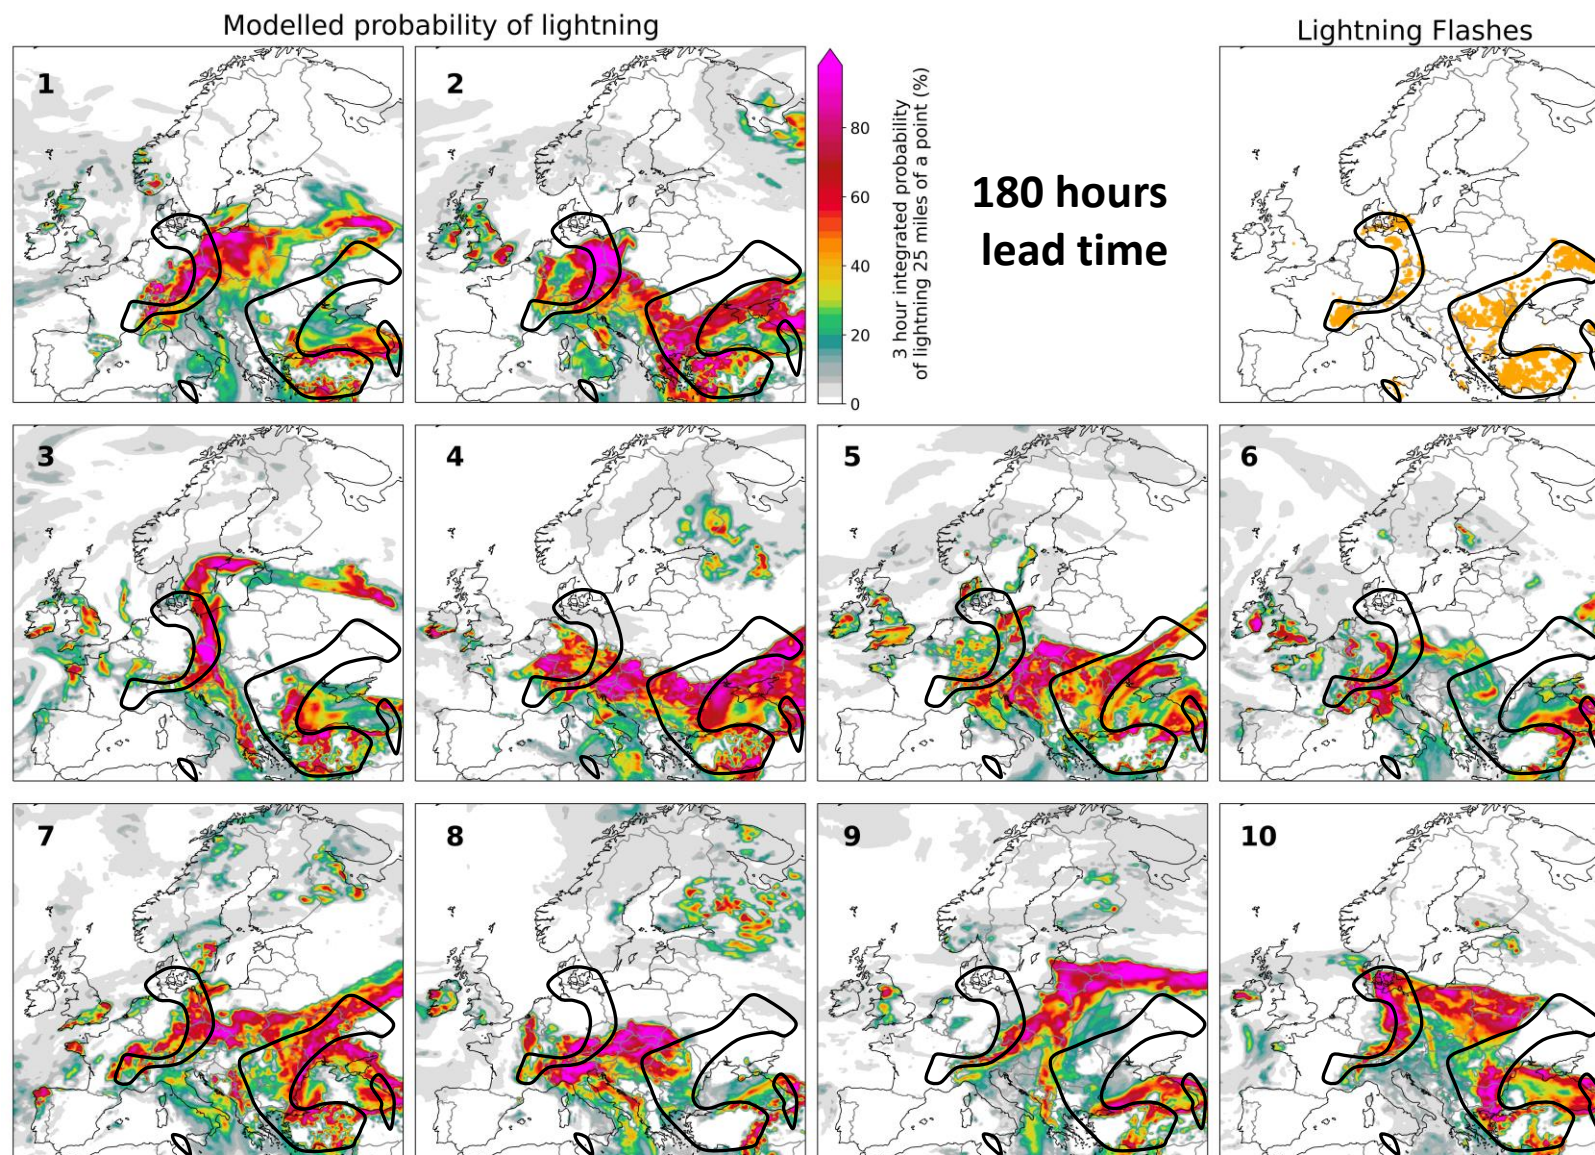 Modelled probability of lightning
Lightning Flashes
1
2
80
60
40
20
0
3 hour integrated probability
of lightning 25 miles of a point (%)
180 hours
lead time
3
4
5
6
7
8
9
10